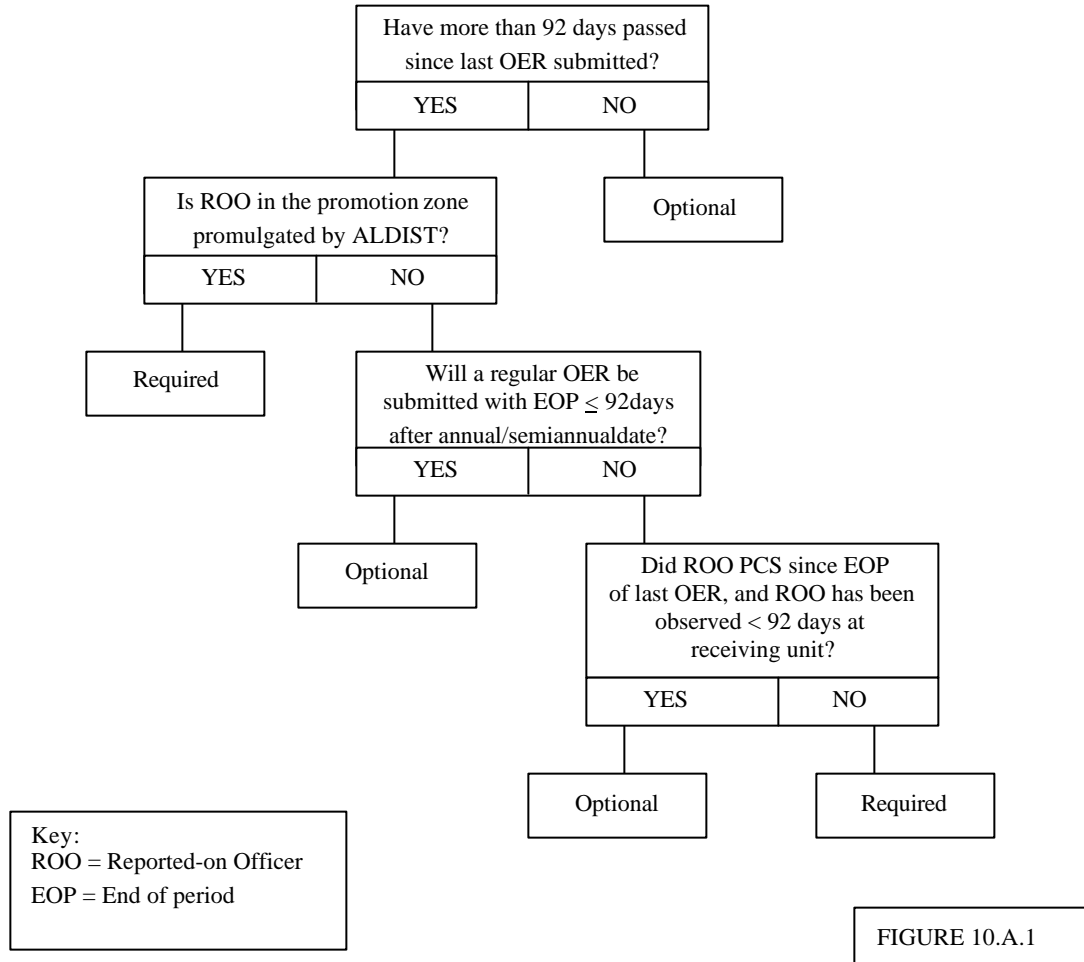 Have more than 92 days passed
since last OER submitted?
YES NO
Is ROO in the promotion zone
promulgated by ALDIST?
YES NO
Optional
Required
Will a regular OER be
submitted with EOP ≤ 92days
after annual/semiannualdate?
YES NO
Optional
Did ROO PCS since EOP
of last OER, and ROO has been
observed < 92 days at
receiving unit?
YES NO
Optional
Required
Key:
ROO = Reported-on Officer
EOP = End of period
FIGURE 10.A.1